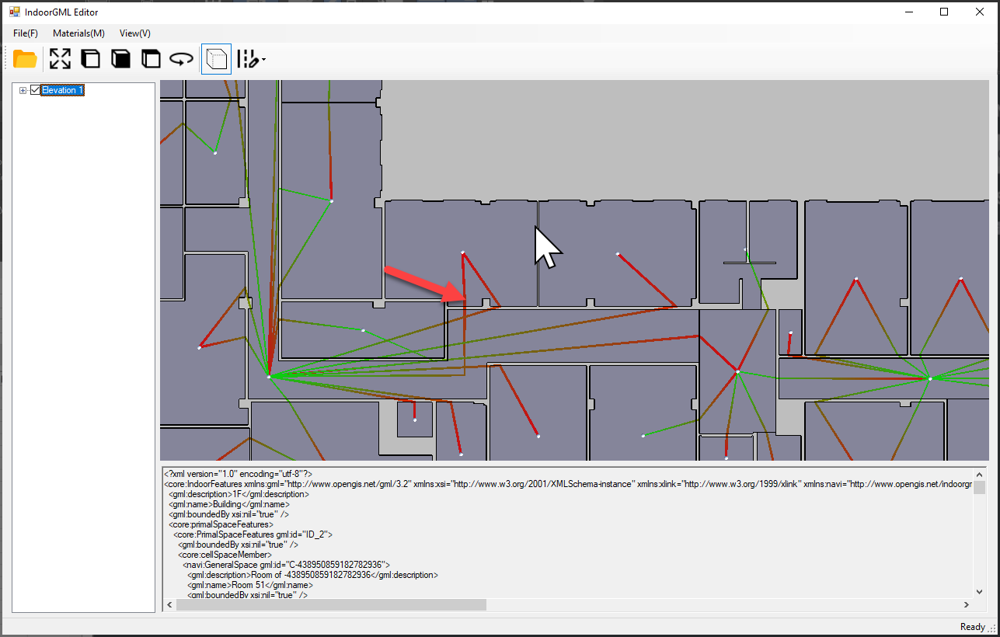 IndoorGML Editor
File(F) Materials(M) View(V)
Elevation 1
<?xml version="1.0" encoding="utf-8"?>
<core:IndoorFeatures xmlns:gml="http://www.opengis.net/gml/3.2" xmlns:xsi="http://www.w3.org/2001/XMLSchema-instance" xmlns:xlink="http://www.w3.org/1999/xlink" xmlns:navi="http://www.opengis.net/indoorgm
<gml:description>1F</gml:description>
<gml:name>Building</gml:name>
<gml:boundedBy xsi:nil="true" />
<core:primalSpaceFeatures>
<core:PrimalSpaceFeatures gml:id="ID_2">
<gml:boundedBy xsi:nil="true" />
<core:cellSpaceMember>
<navi:GeneralSpace gml:id="C-438950859182782936">
<gml:description>Room of -438950859182782936</gml:description>
<gml:name>Room 51</gml:name>
<gml:boundedBy xsi:nil="true" />
Ready